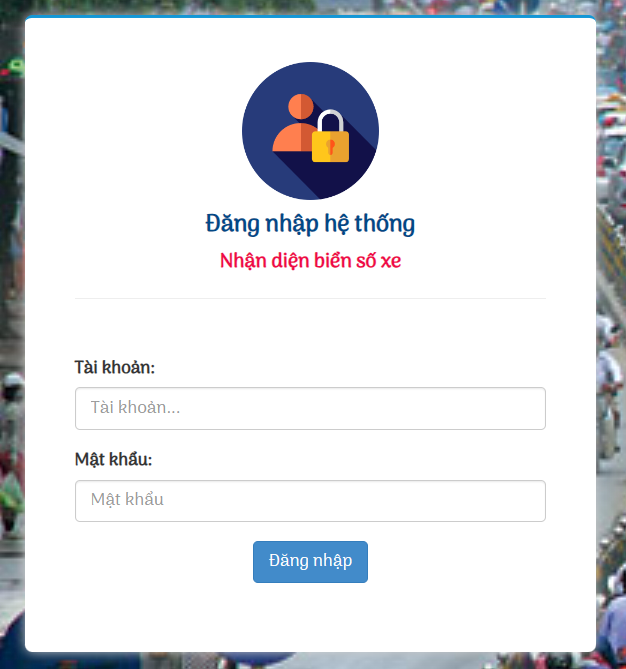 Đăng nhập hệ thống
Nhận diện biển số xe
Tài khoản:
Tài khoản...
Mật khẩu:
Mật khẩu
Đăng nhập